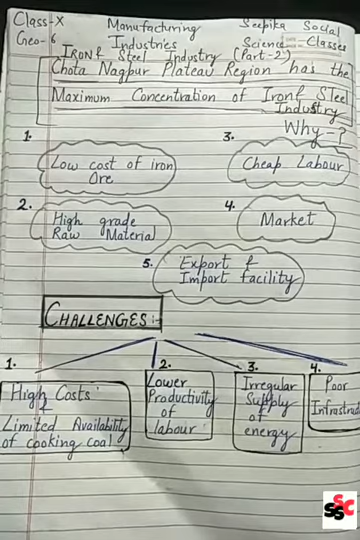 Class-X
Manufacturing
Seepika Social
Geo-6
Industries
Science Classes
Iron & Steel Industry (Part-2)
Chota Nagpur Plateau Region has the
Maximum Concentration of Iron & Steel
Industry
Why-?
1.
Low cost of iron
Ore
3.
Cheap Labour
2.
High grade
Raw Material
4.
Market
5.
Export &
Import facility
CHALLENGES:-
1.
High Costs
&
Limited Availability
of cooking coal
2.
Lower
Productivity
of
labour
3.
Irregular
Supply
of
energy
4.
Poor
Infrastruct
SSC